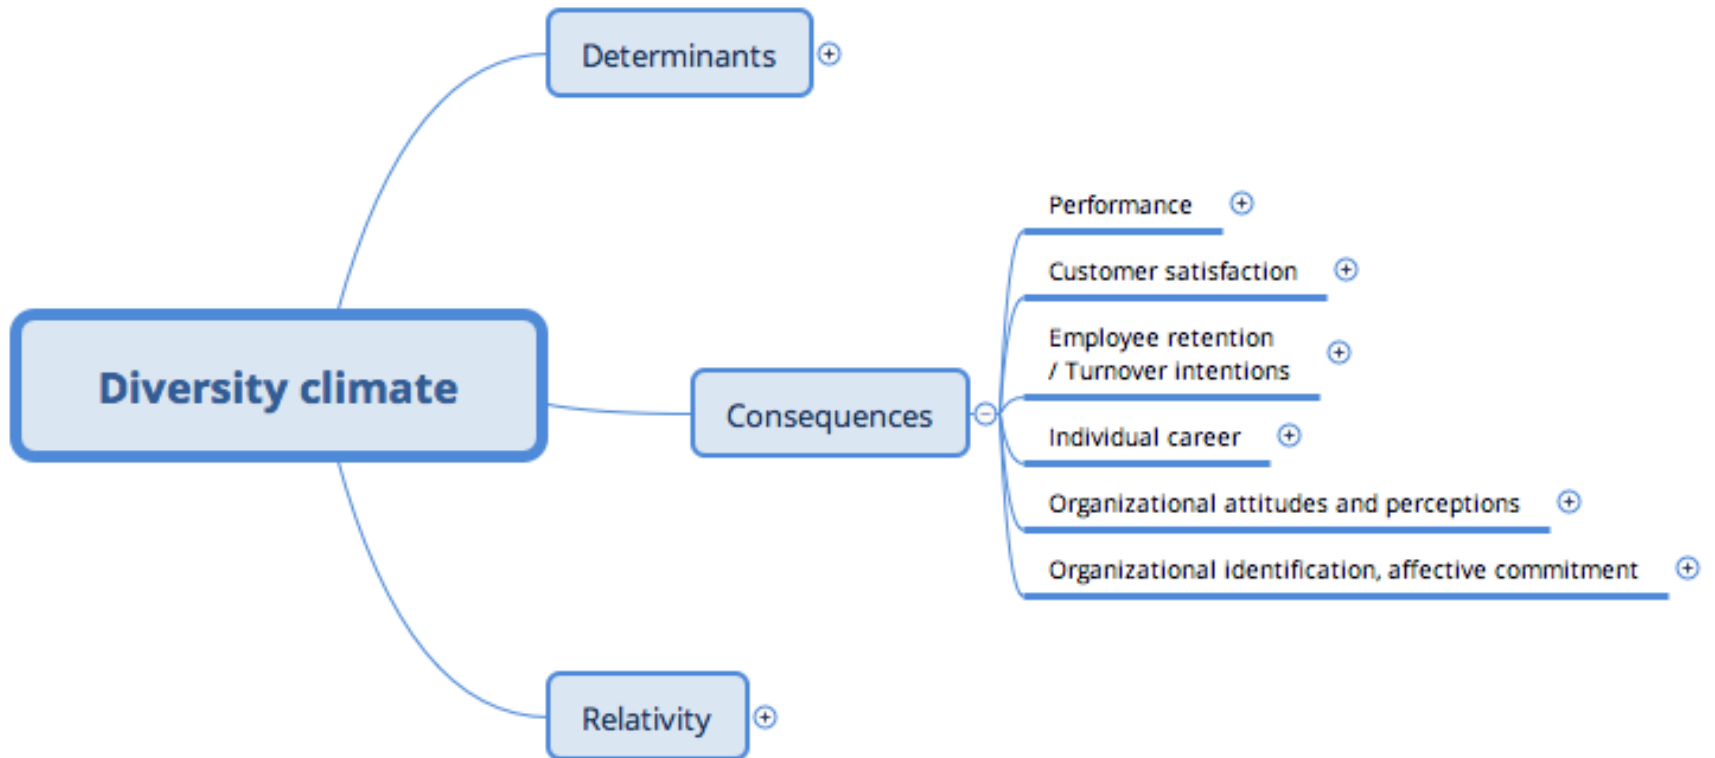 Determinants
Performance
Customer satisfaction
Employee retention
/ Turnover intentions
Diversity climate
Consequences
Individual career
Organizational attitudes and perceptions
Organizational identification, affective commitment
Relativity